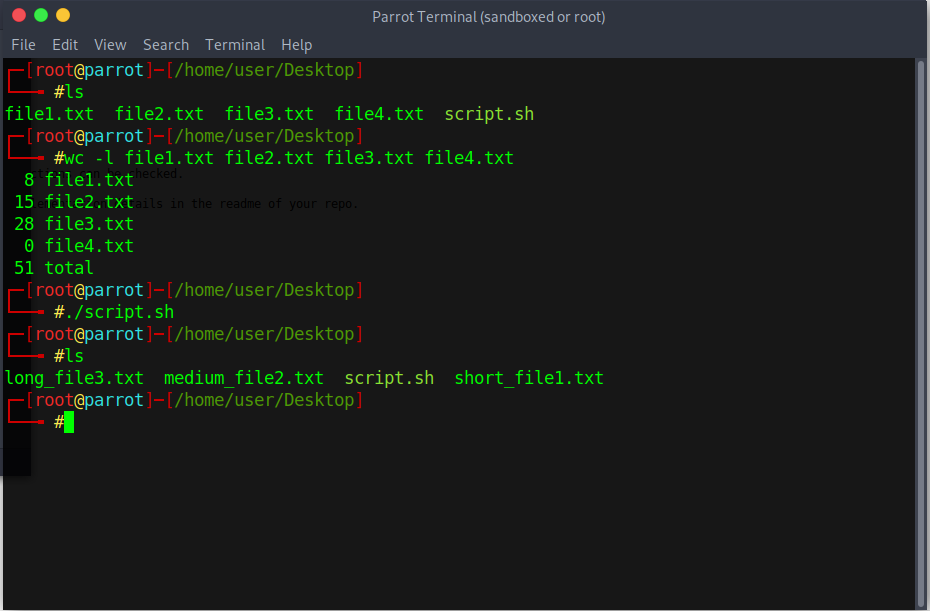 Parrot Terminal (sandboxed or root)
File Edit View Search Terminal Help
[root@parrot]─[/home/user/Desktop]
#ls
file1.txt file2.txt file3.txt file4.txt script.sh
[root@parrot]─[/home/user/Desktop]
#wc -l file1.txt file2.txt file3.txt file4.txt
checked.
8 file1.txt
15 file2.txt
in the readme of your repo.
28 file3.txt
0 file4.txt
51 total
[root@parrot]─[/home/user/Desktop]
#./script.sh
[root@parrot]─[/home/user/Desktop]
#ls
long_file3.txt medium_file2.txt script.sh short_file1.txt
[root@parrot]─[/home/user/Desktop]
#